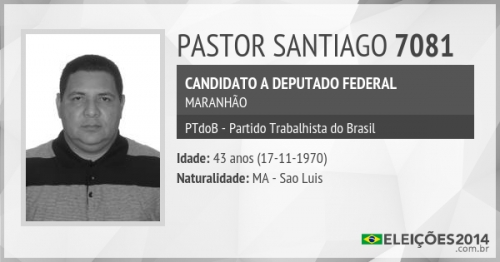 PASTOR SANTIAGO 7081
CANDIDATO A DEPUTADO FEDERAL
MARANHÃO
PTdoB - Partido Trabalhista do Brasil
Idade: 43 anos (17-11-1970)
Naturalidade: MA - Sao Luis
ELEIÇÕES2014
.com.br